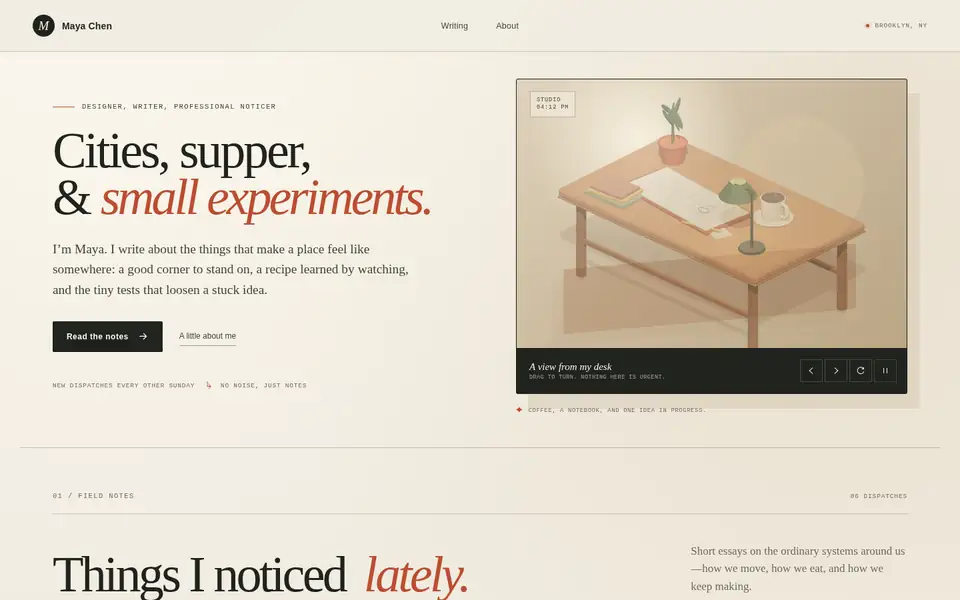 M Maya Chen
Writing
About
BROOKLYN, NY
DESIGNER, WRITER, PROFESSIONAL NOTICER
Cities, supper,
& small experiments.
I’m Maya. I write about the things that make a place feel like
somewhere: a good corner to stand on, a recipe learned by watching,
and the tiny tests that loosen a stuck idea.
Read the notes →
A little about me
NEW DISPATCHES EVERY OTHER SUNDAY ↳ NO NOISE, JUST NOTES
STUDIO
04:12 PM
A view from my desk
DRAG TO TURN. NOTHING HERE IS URGENT.
COFFEE, A NOTEBOOK, AND ONE IDEA IN PROGRESS.
01 / FIELD NOTES
06 DISPATCHES
Things I noticed lately.
Short essays on the ordinary systems around us
—how we move, how we eat, and how we
keep making.